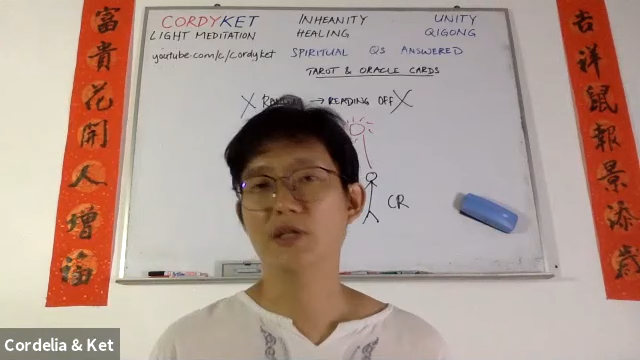 富貴花開人增福
CORDYKET INHEANITY UNITY
LIGHT MEDITATION HEALING QIGONG
youtube.com/c/cordyket SPIRITUAL QS ANSWERED
TAROT & ORACLE CARDS
X → READING OFF X
CR
吉祥鼠報景添歲
Cordelia & Ket